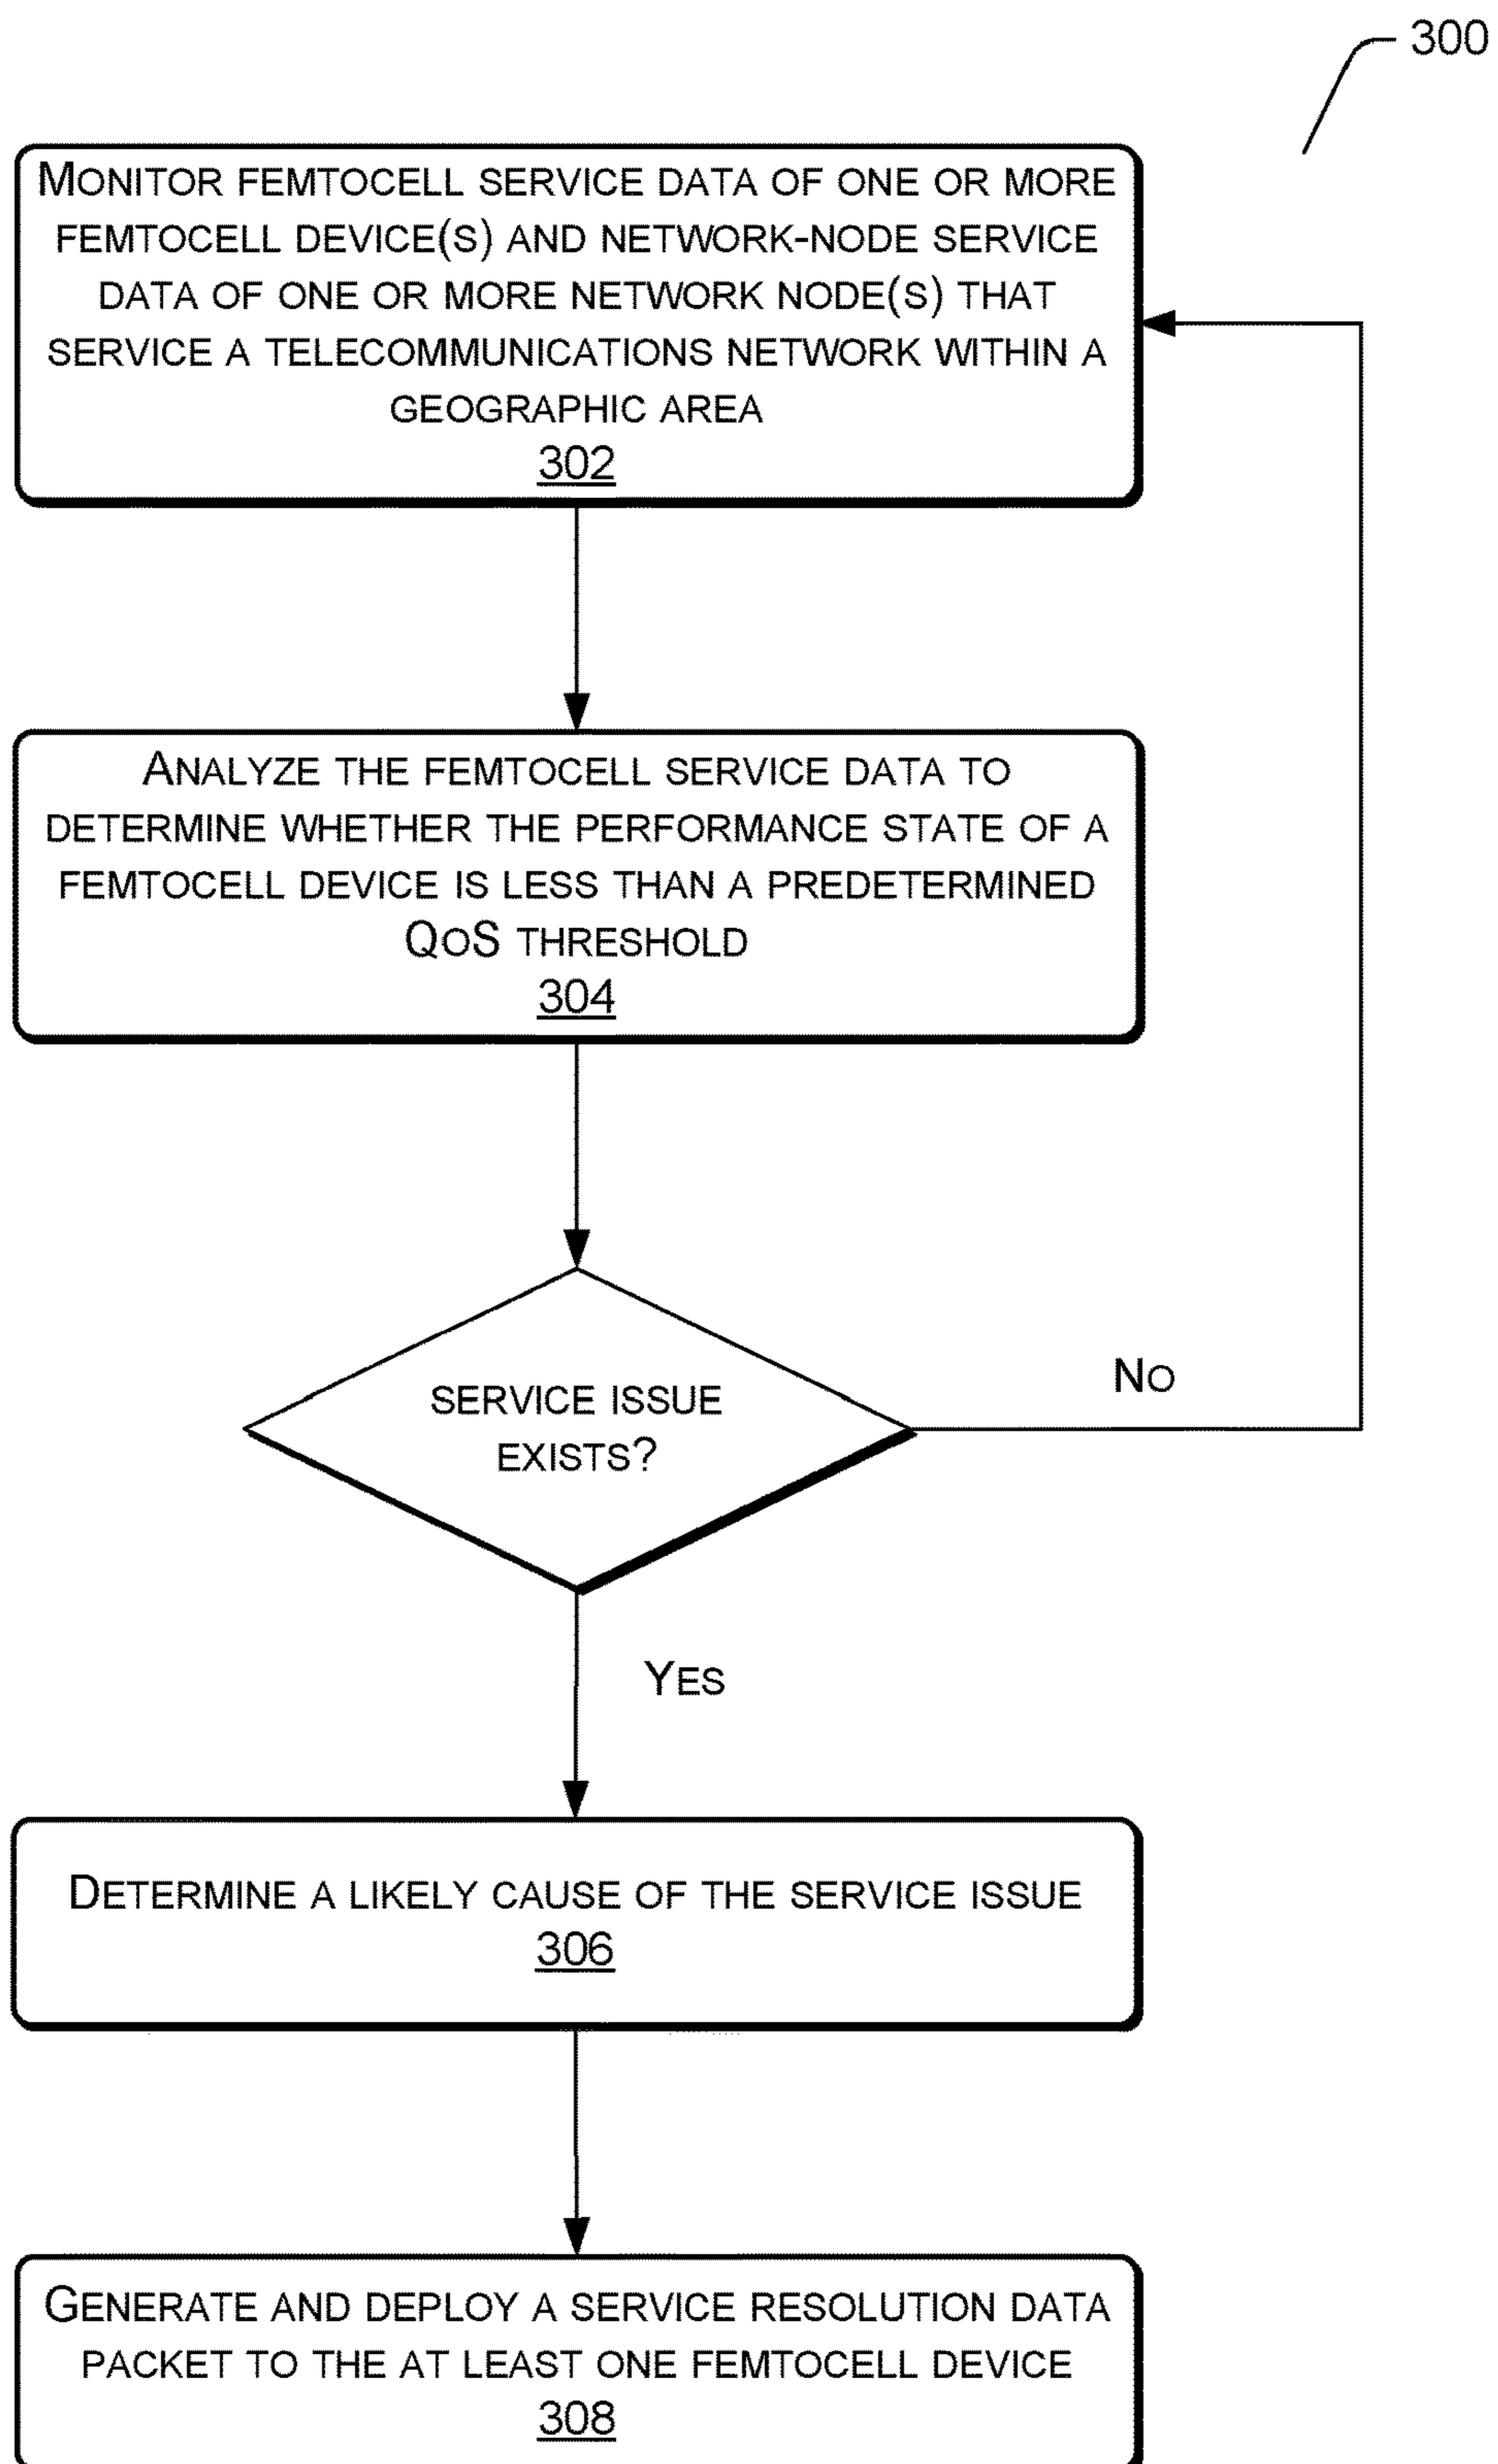 300
MONITOR FEMTOCELL SERVICE DATA OF ONE OR MORE
FEMTOCELL DEVICE(S) AND NETWORK-NODE SERVICE
DATA OF ONE OR MORE NETWORK NODE(S) THAT
SERVICE A TELECOMMUNICATIONS NETWORK WITHIN A
GEOGRAPHIC AREA
302
ANALYZE THE FEMTOCELL SERVICE DATA TO
DETERMINE WHETHER THE PERFORMANCE STATE OF A
FEMTOCELL DEVICE IS LESS THAN A PREDETERMINED
QOS THRESHOLD
304
SERVICE ISSUE
EXISTS?
NO
YES
DETERMINE A LIKELY CAUSE OF THE SERVICE ISSUE
306
GENERATE AND DEPLOY A SERVICE RESOLUTION DATA
PACKET TO THE AT LEAST ONE FEMTOCELL DEVICE
308